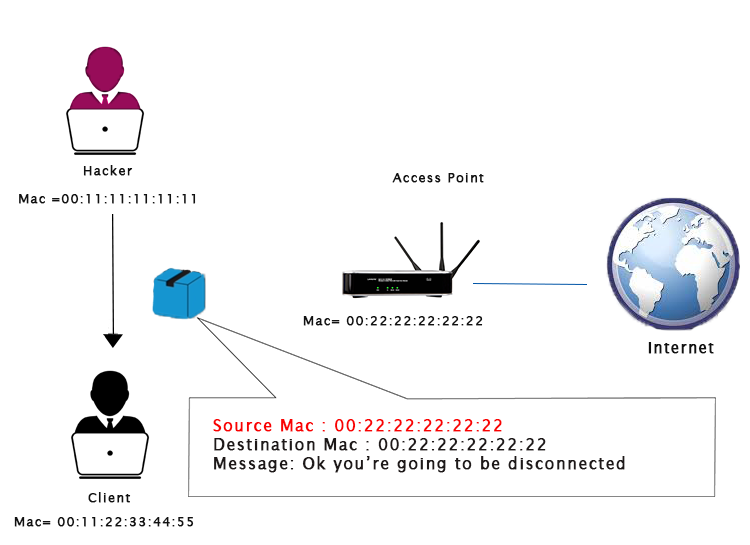 Hacker
Mac =00:11:11:11:11:11
Access Point
Mac= 00:22:22:22:22:22
Internet
Source Mac : 00:22:22:22:22:22
Destination Mac : 00:22:22:22:22:22
Message: Ok you’re going to be disconnected
Client
Mac= 00:11:22:33:44:55